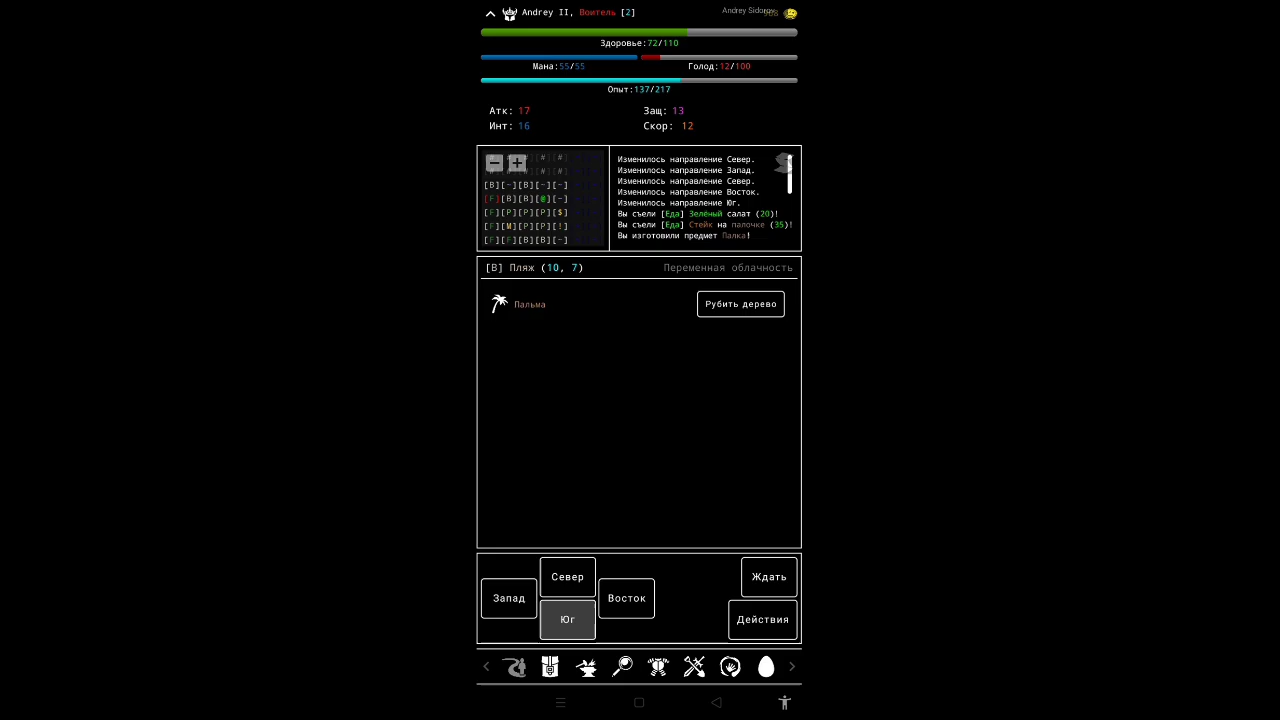 Andrey II, Воитель [2]
Andrey Sidorov
Здоровье:72/110
Мана:55/55
Голод:12/100
Опыт:137/217
Атк: 17
Защ: 13
Инт: 16
Скор: 12
[B][~][B][~][~]
[F][B][B][@][~]
[F][P][P][P][$]
[F][M][P][P][!]
[F][F][B][B][~]
Изменилось направление Север.
Изменилось направление Запад.
Изменилось направление Север.
Изменилось направление Восток.
Изменилось направление Юг.
Вы съели [Еда] Зелёный салат (20)!
Вы съели [Еда] Стейк на палочке (35)!
Вы изготовили предмет Палка!
[B] Пляж (10, 7)
Переменная облачность
Пальма
Рубить дерево
Север
Ждать
Запад
Восток
Юг
Действия